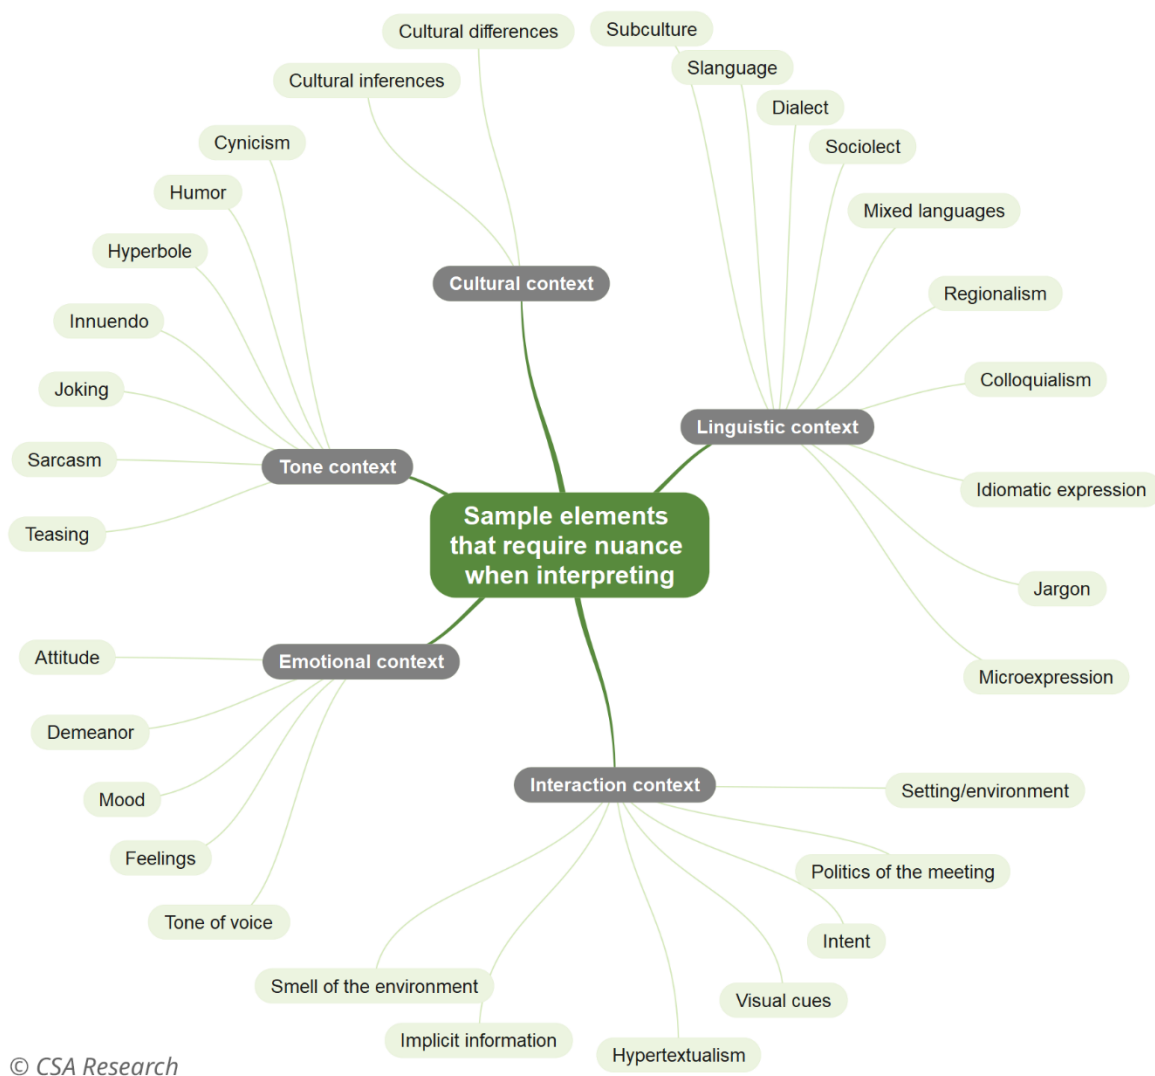 Sample elements
that require nuance
when interpreting
Cultural context
Cultural differences
Cultural inferences
Linguistic context
Subculture
Slanguage
Dialect
Sociolect
Mixed languages
Regionalism
Colloquialism
Idiomatic expression
Jargon
Microexpression
Interaction context
Setting/environment
Politics of the meeting
Intent
Visual cues
Hypertextualism
Implicit information
Smell of the environment
Emotional context
Attitude
Demeanor
Mood
Feelings
Tone of voice
Tone context
Cynicism
Humor
Hyperbole
Innuendo
Joking
Sarcasm
Teasing
© CSA Research